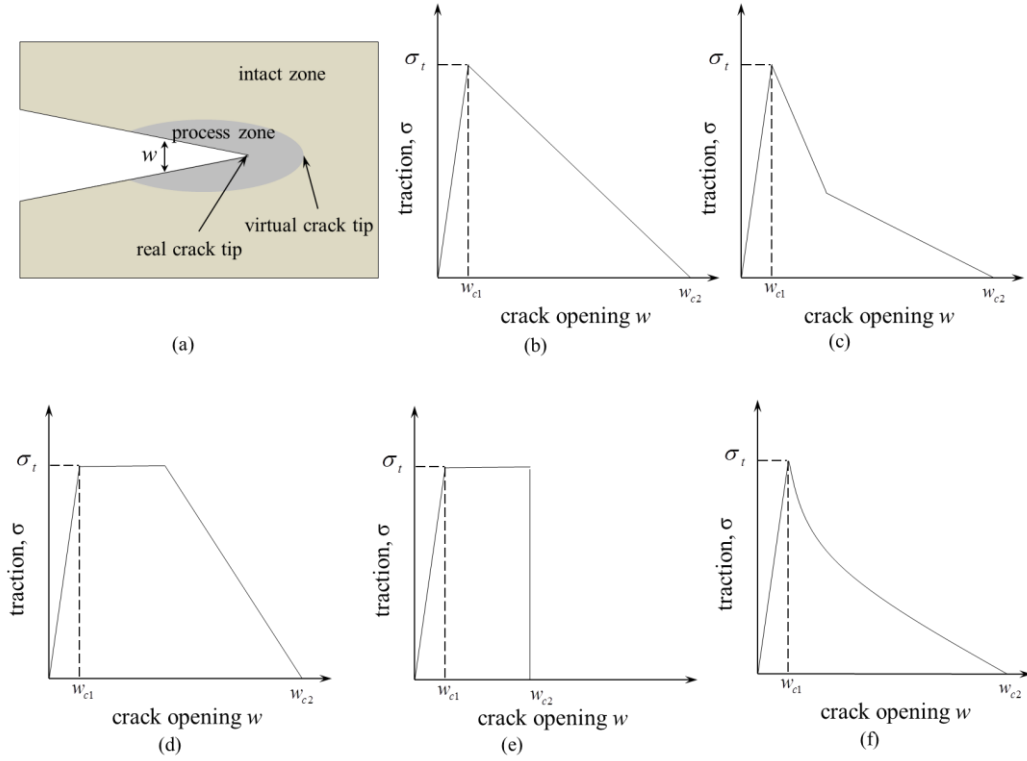 intact zone
process zone
w
virtual crack tip
real crack tip
(a)
σt
traction, σ
wc1
wc2
crack opening w
(b)
σt
traction, σ
wc1
wc2
crack opening w
(c)
σt
traction, σ
wc1
wc2
crack opening w
(d)
σt
traction, σ
wc1
wc2
crack opening w
(e)
σt
traction, σ
wc1
wc2
crack opening w
(f)